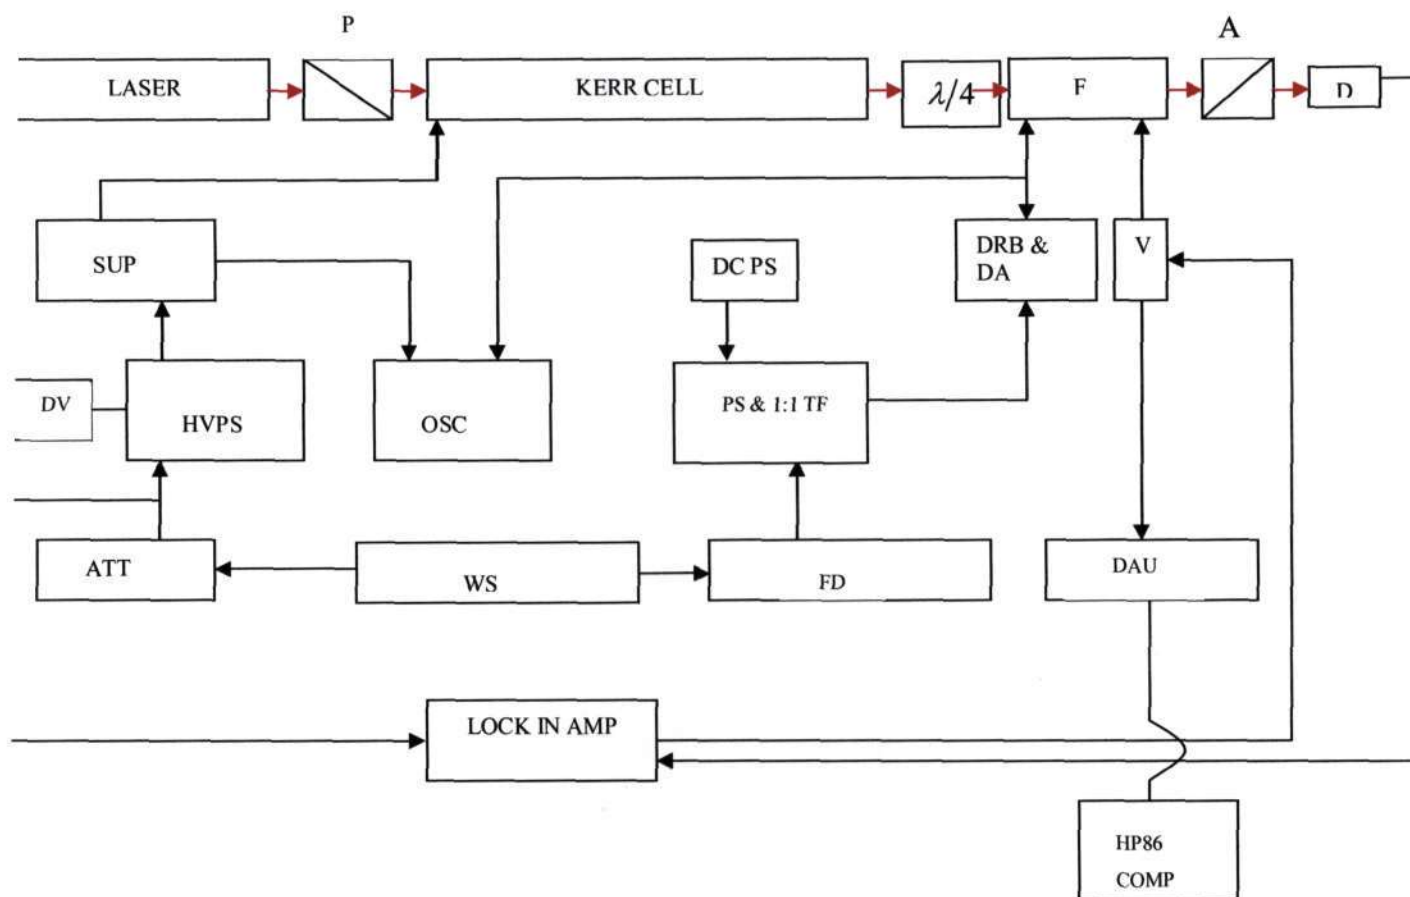 P
A
LASER
KERR CELL
λ/4
F
D
SUP
DC PS
DRB &
DA
V
DV
HVPS
OSC
PS & 1:1 TF
ATT
WS
FD
DAU
LOCK IN AMP
HP86
COMP